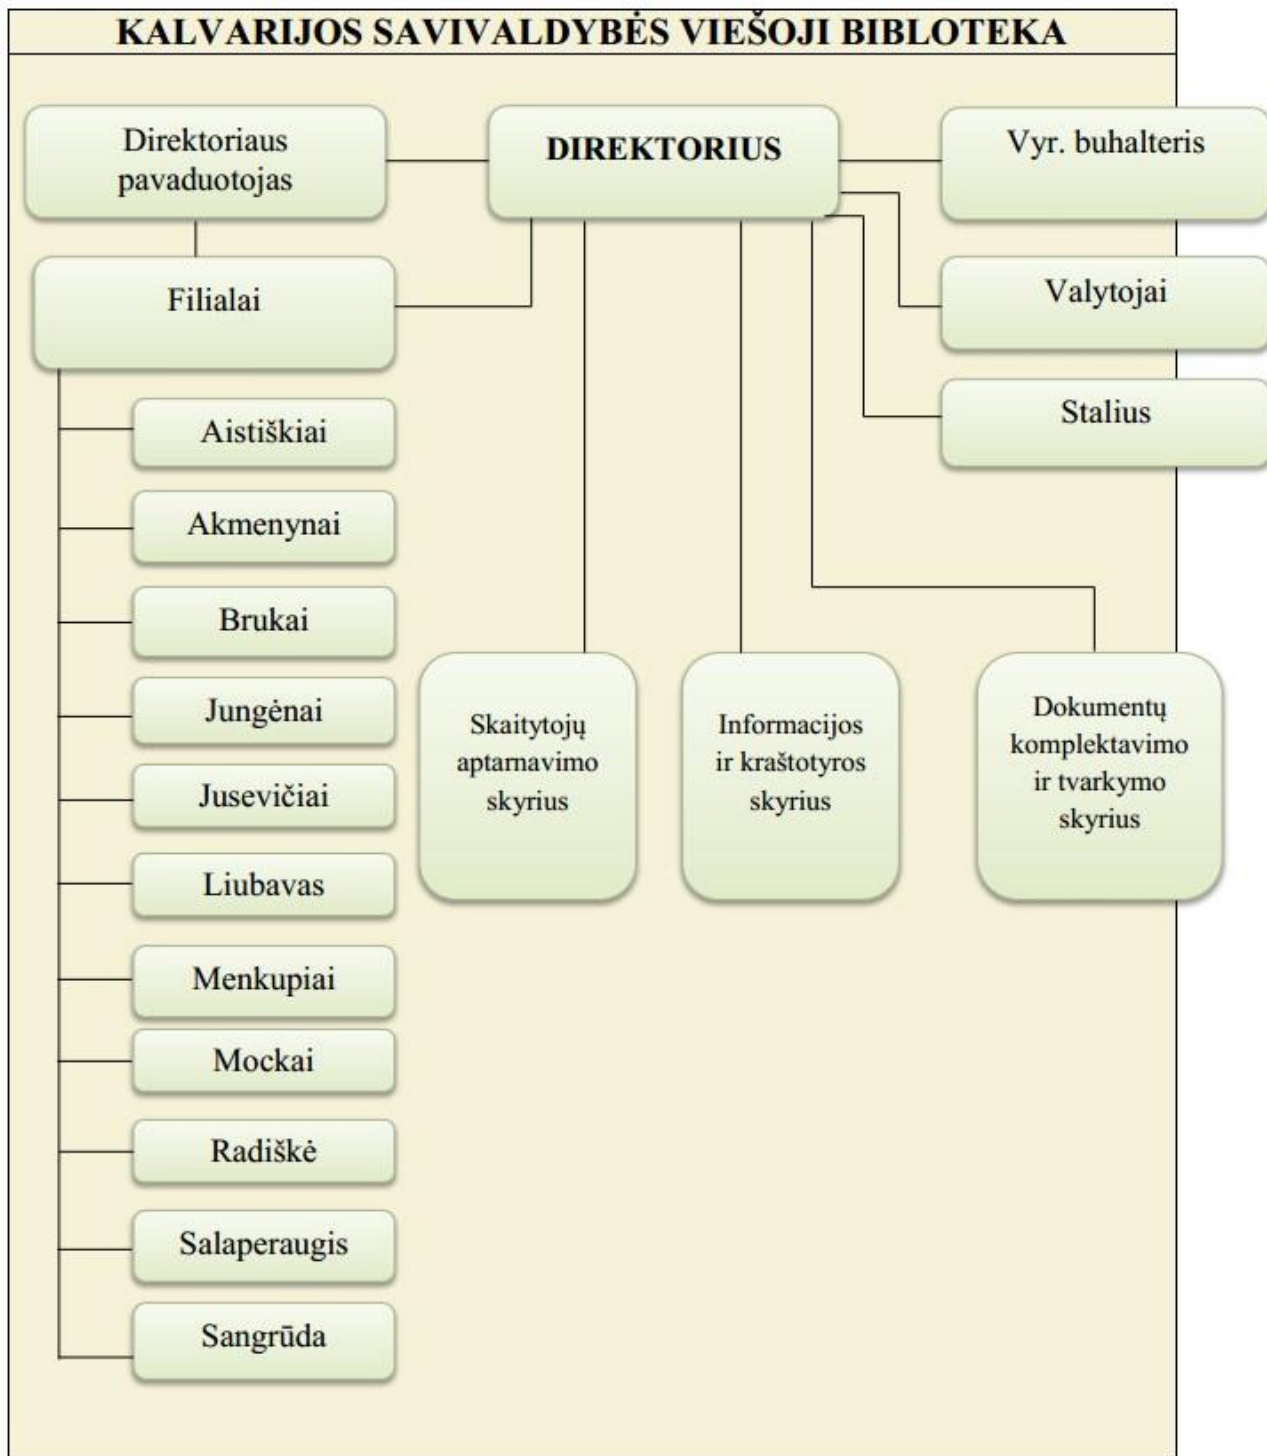 KALVARIJOS SAVIVALDYBĖS VIEŠOJI BIBLOTEKA
Direktoriaus
pavaduotojas
DIREKTORIUS
Vyr. buhalteris
Filialai
Valytojai
Stalius
Aistiškiai
Akmenynai
Brukai
Jungėnai
Jusevičiai
Liubavas
Menkupiai
Mockai
Radiškė
Salaperaugis
Sangrūda
Skaitytojų
aptarnavimo
skyrius
Informacijos
ir kraštotyros
skyrius
Dokumentų
komplektavimo
ir tvarkymo
skyrius